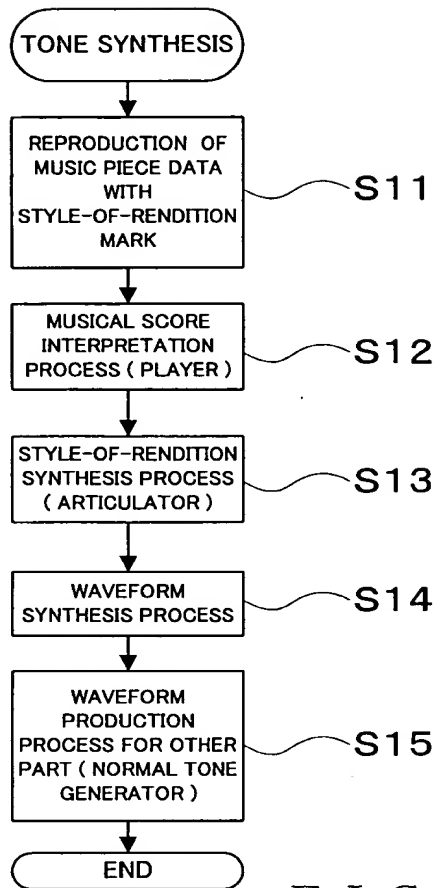 TONE SYNTHESIS
REPRODUCTION OF
MUSIC PIECE DATA
WITH
STYLE-OF-RENDITION
MARK
S11
MUSICAL SCORE
INTERPRETATION
PROCESS ( PLAYER )
S12
STYLE-OF-RENDITION
SYNTHESIS PROCESS
( ARTICULATOR )
S13
WAVEFORM
SYNTHESIS PROCESS
S14
WAVEFORM
PRODUCTION
PROCESS FOR OTHER
PART ( NORMAL TONE
GENERATOR )
S15
END